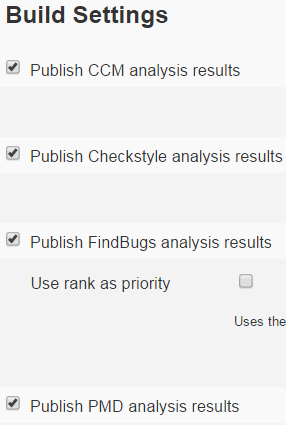 Build Settings
Publish CCM analysis results
Publish Checkstyle analysis results
Publish FindBugs analysis results
Use rank as priority
Uses the
Publish PMD analysis results